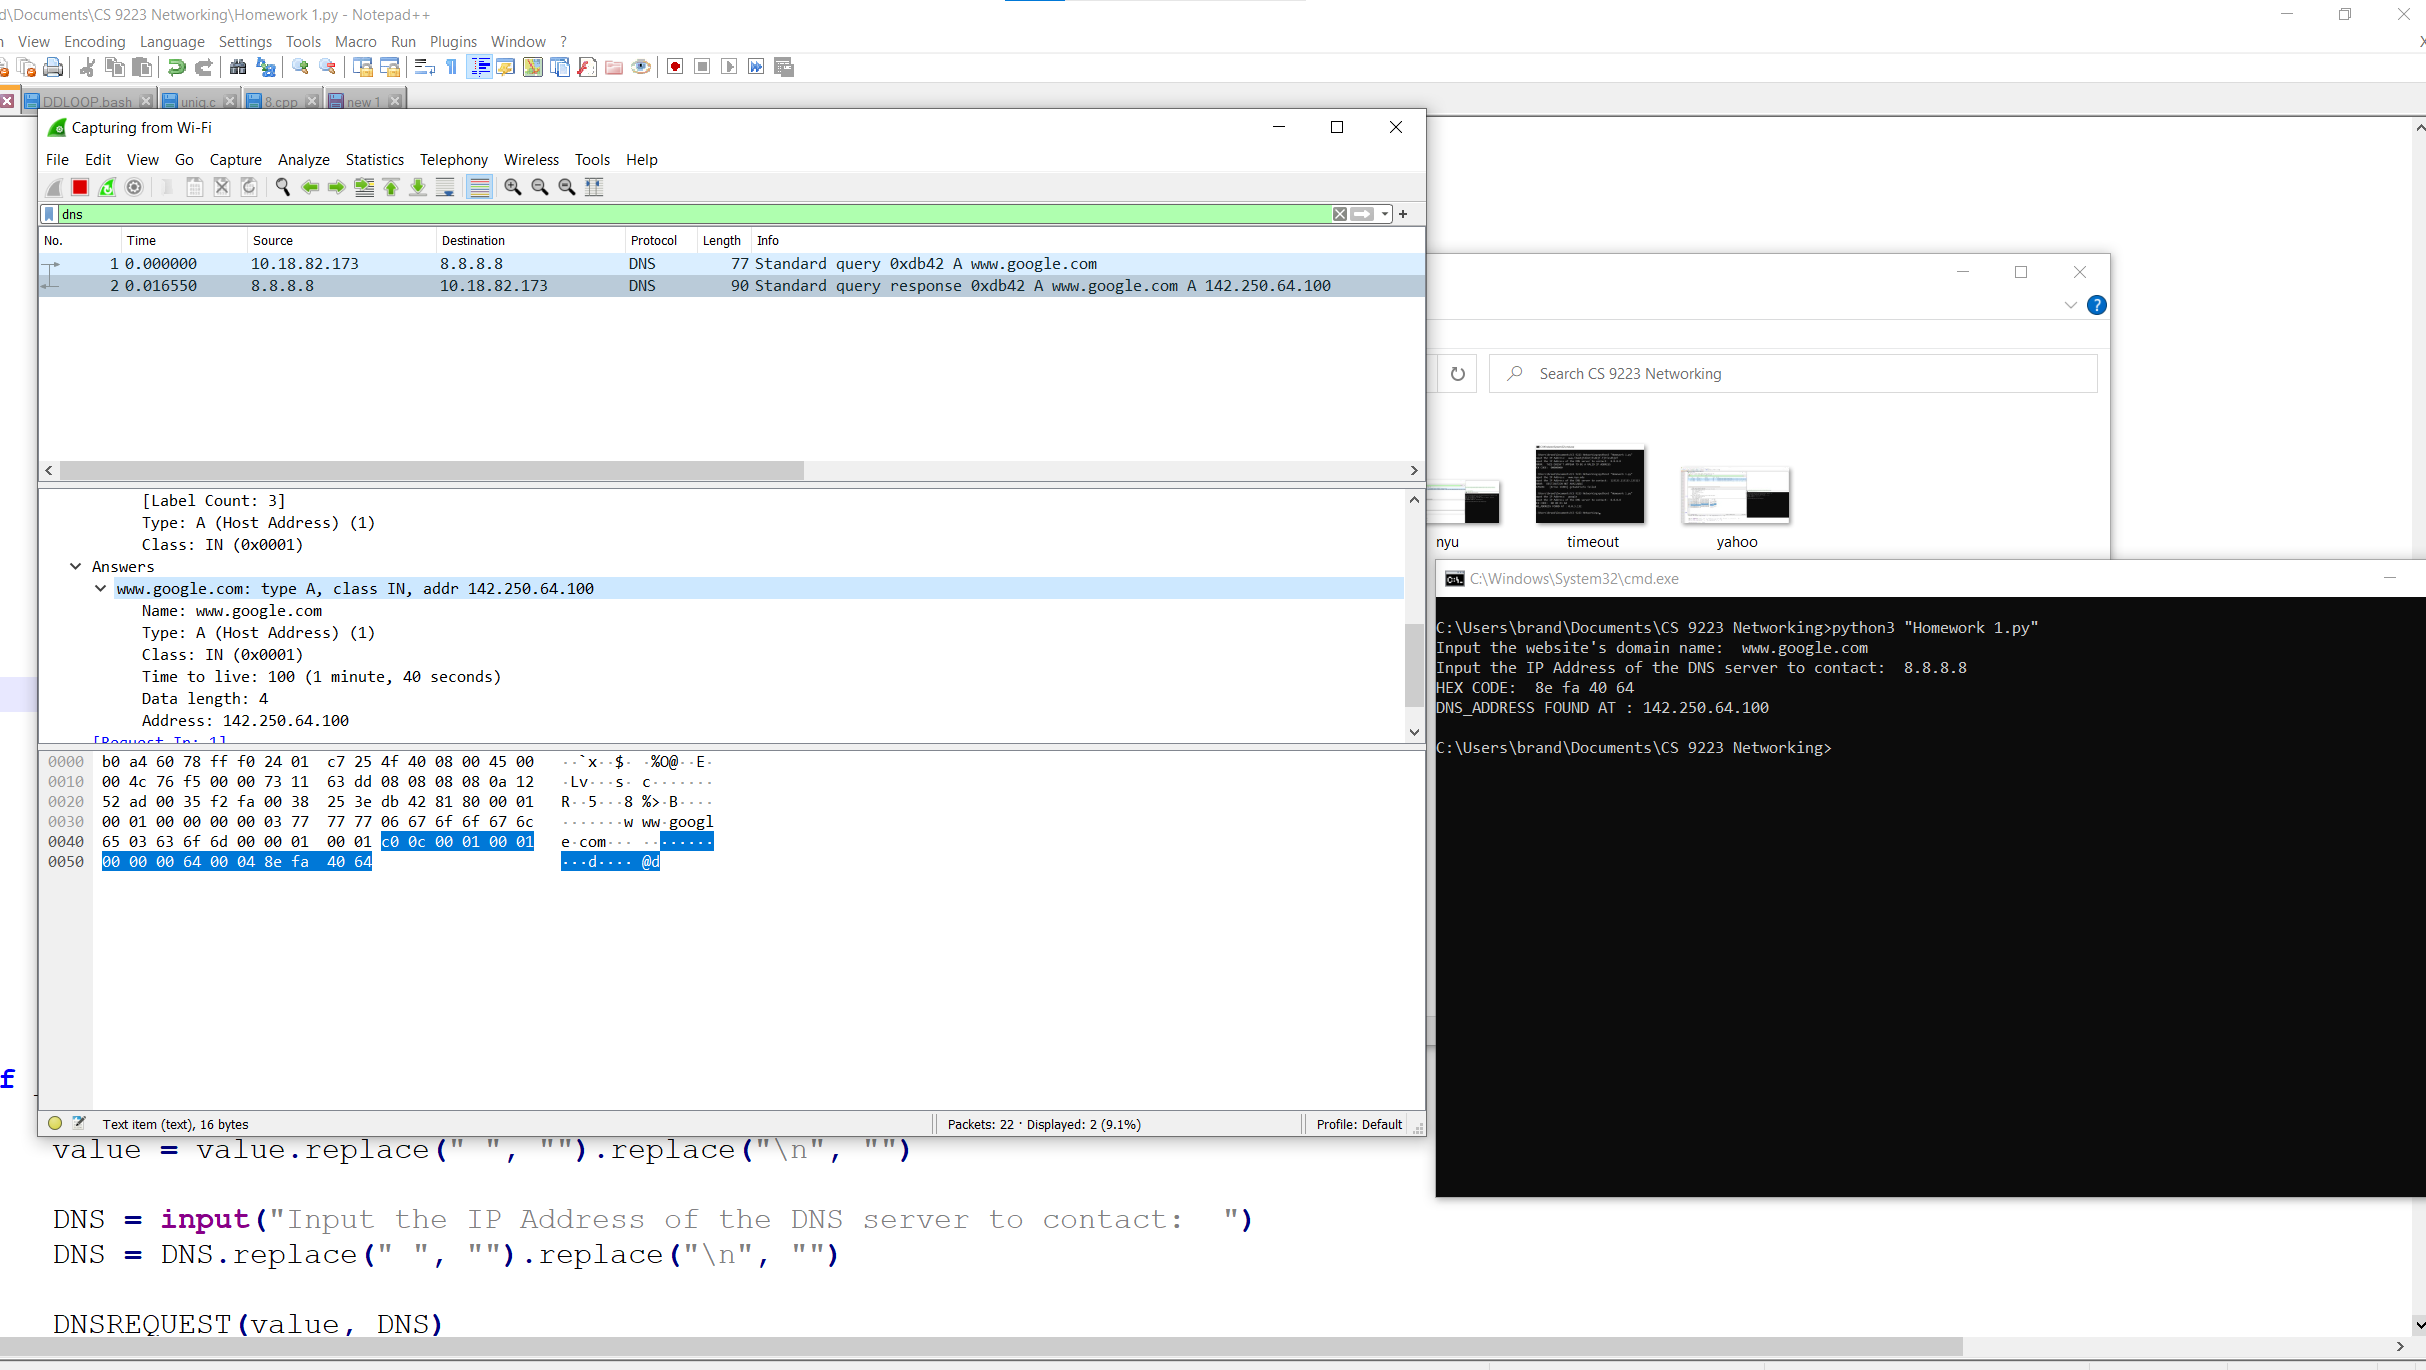 d\Documents\CS 9223 Networking\Homework 1.py - Notepad++
View Encoding Language Settings Tools Macro Run Plugins Window ?
DDLOOP.bash uniq.c 8.cpp new 1
Capturing from Wi-Fi
File Edit View Go Capture Analyze Statistics Telephony Wireless Tools Help
dns
No. Time Source Destination Protocol Length Info
1 0.000000 10.18.82.173 8.8.8.8 DNS 77 Standard query 0xdb42 A www.google.com
2 0.016550 8.8.8.8 10.18.82.173 DNS 90 Standard query response 0xdb42 A www.google.com A 142.250.64.100
[Label Count: 3]
Type: A (Host Address) (1)
Class: IN (0x0001)
Answers
www.google.com: type A, class IN, addr 142.250.64.100
Name: www.google.com
Type: A (Host Address) (1)
Class: IN (0x0001)
Time to live: 100 (1 minute, 40 seconds)
Data length: 4
Address: 142.250.64.100
[Request In: 1]
0000 b0 a4 60 78 ff f0 24 01 c7 25 4f 40 08 00 45 00 ··`x··$· ·%O@··E·
0010 00 4c 76 f5 00 00 73 11 63 dd 08 08 08 08 0a 12 ·Lv···s· c·······
0020 52 ad 00 35 f2 fa 00 38 25 3e db 42 81 80 00 01 R··5···8 %>·B····
0030 00 01 00 00 00 00 03 77 77 77 06 67 6f 6f 67 6c ·······w ww·googl
0040 65 03 63 6f 6d 00 00 01 00 01 c0 0c 00 01 00 01 e·com··· ········
0050 00 00 00 64 00 04 8e fa 40 64 ···d···· @d
Text item (text), 16 bytes Packets: 22 · Displayed: 2 (9.1%) Profile: Default
Search CS 9223 Networking
nyu timeout yahoo
C:\Windows\System32\cmd.exe
C:\Users\brand\Documents\CS 9223 Networking>python3 "Homework 1.py"
Input the website's domain name:  www.google.com
Input the IP Address of the DNS server to contact:  8.8.8.8
HEX CODE:  8e fa 40 64
DNS_ADDRESS FOUND AT : 142.250.64.100
C:\Users\brand\Documents\CS 9223 Networking>
f _
value = value.replace(" ", "").replace("\n", "")
DNS = input("Input the IP Address of the DNS server to contact:  ")
DNS = DNS.replace(" ", "").replace("\n", "")
DNSREQUEST(value, DNS)